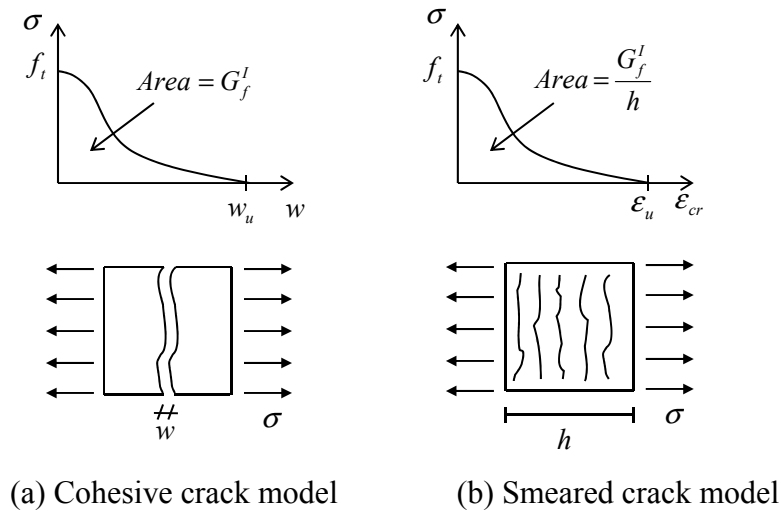 σ
f_t
Area = G_f^I
w_u
w
w
σ
(a) Cohesive crack model
σ
f_t
Area = G_f^I / h
ε_u
ε_cr
h
σ
(b) Smeared crack model